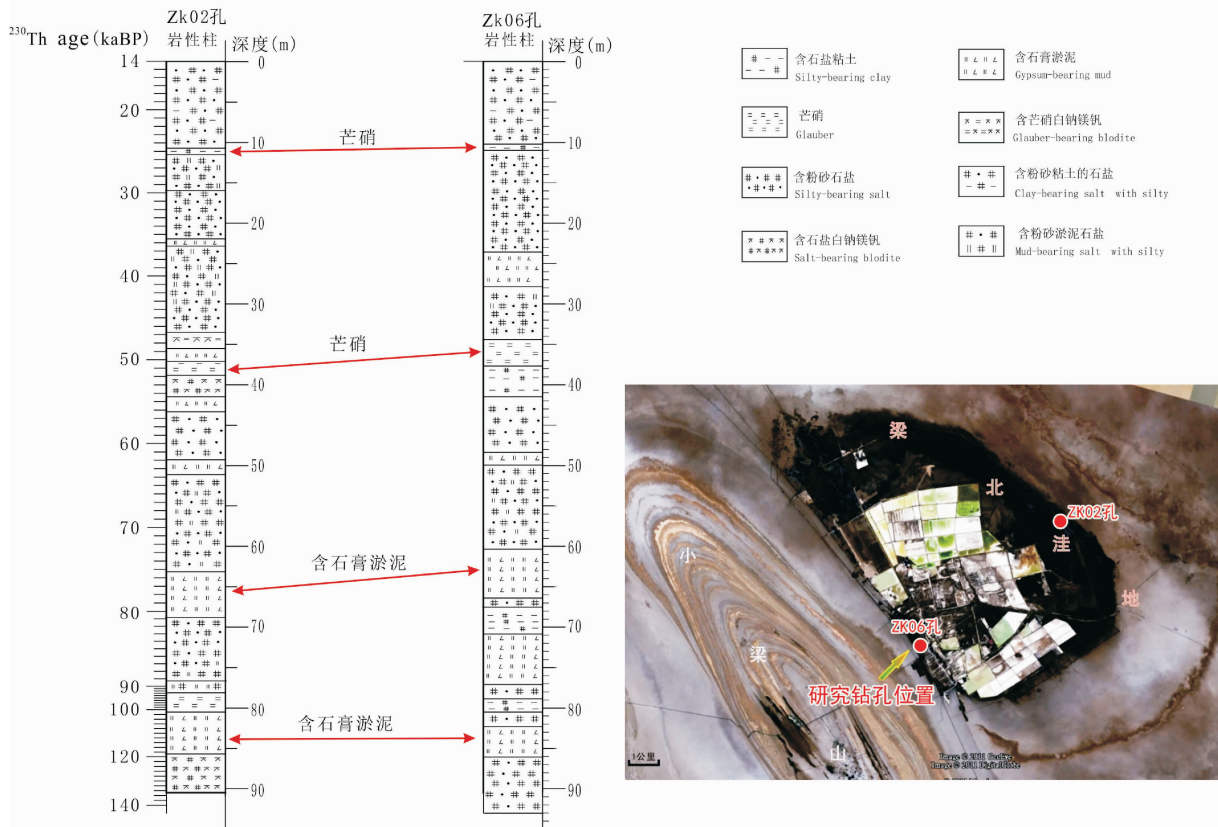 Zk02孔
岩性柱
²³⁰Th age(kaBP)
深度(m)
14
20
30
40
50
60
70
80
90
100
120
140
0
10
20
30
40
50
60
70
80
90
Zk06孔
岩性柱
深度(m)
0
10
20
30
40
50
60
70
80
90
芒硝
芒硝
含石膏淤泥
含石膏淤泥
含石盐粘土
Silty-bearing clay
芒硝
Glauber
含粉砂石盐
Silty-bearing salt
含石盐白钠镁钒
Salt-bearing blodite
含石膏淤泥
Gypsum-bearing mud
含芒硝白钠镁钒
Glauber-bearing blodite
含粉砂粘土的石盐
Clay-bearing salt with silty
含粉砂淤泥石盐
Mud-bearing salt with silty
梁
北
洼
地
ZK02孔
小
梁
山
ZK06孔
研究钻孔位置
1公里
Image © 2011 GeoEye
Image © 2011 DigitalGlobe